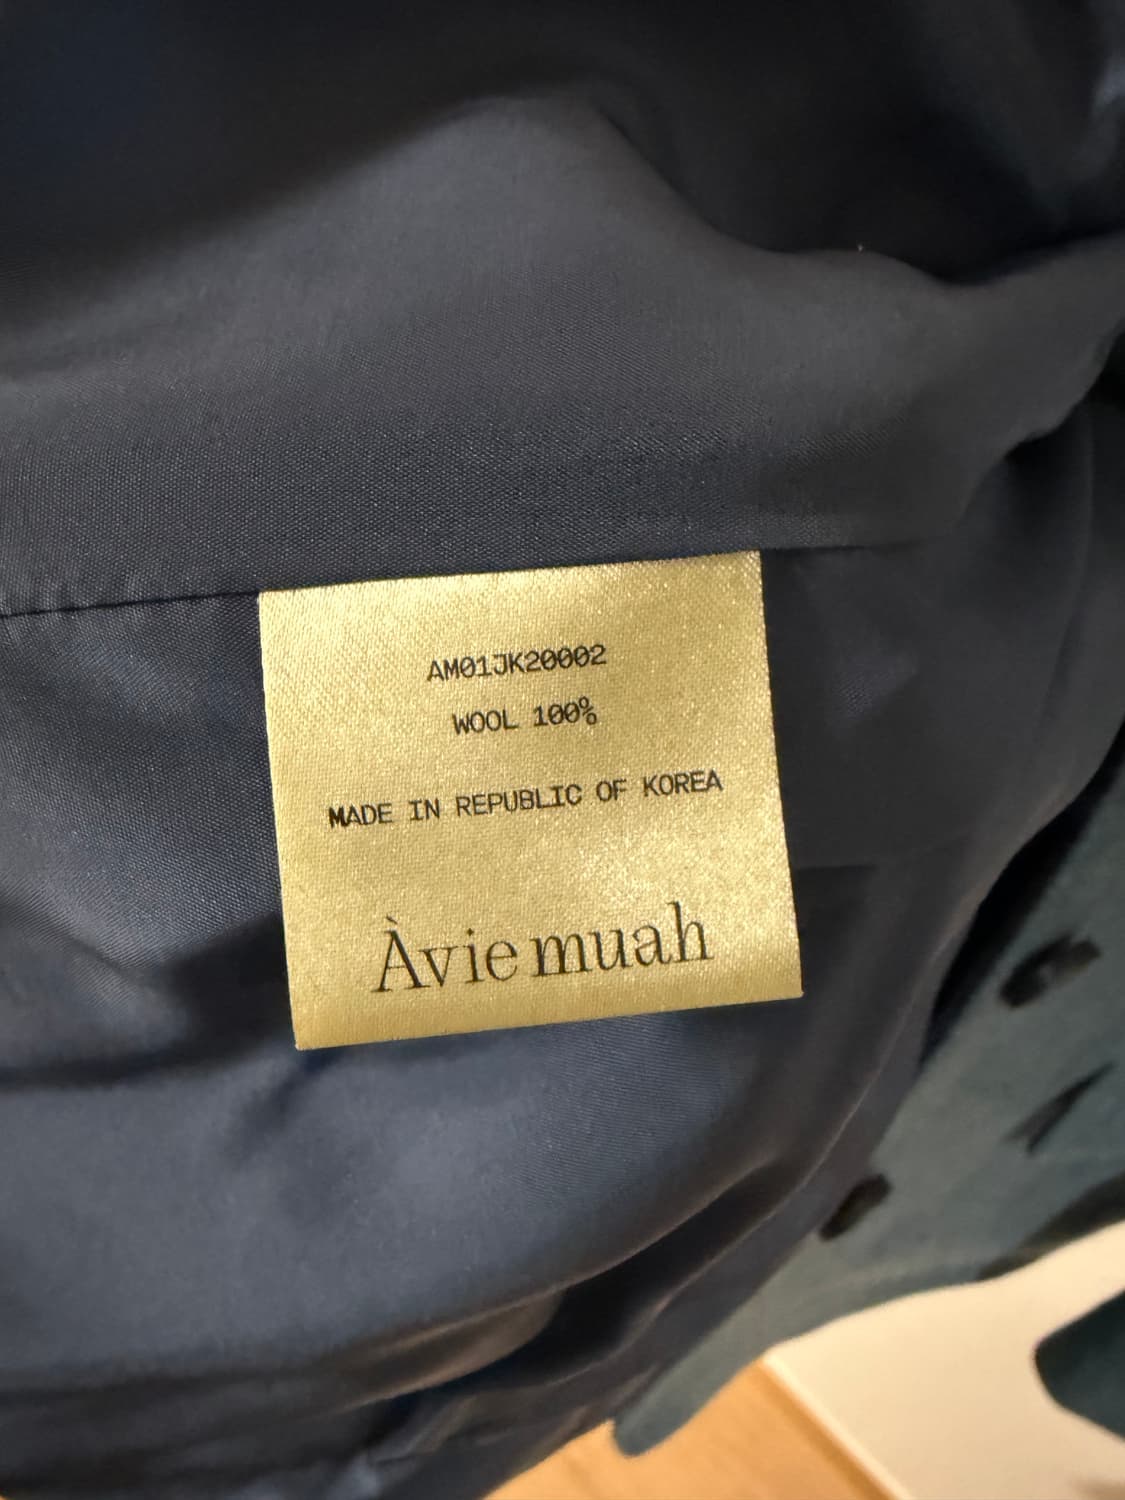 AM01JK20002
WOOL 100%
MADE IN REPUBLIC OF KOREA
Àvie muah